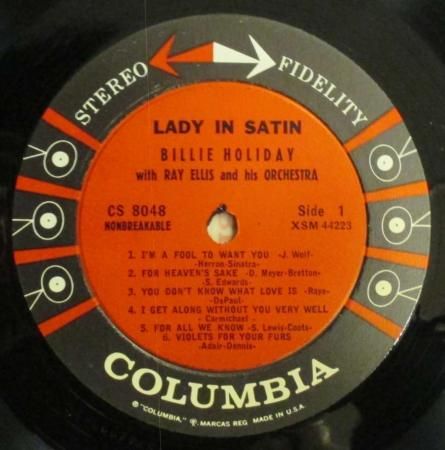 STEREO FIDELITY
LADY IN SATIN
BILLIE HOLIDAY
with RAY ELLIS and his ORCHESTRA
CS 8048
NONBREAKABLE
Side 1
XSM 44223
1. I'M A FOOL TO WANT YOU -J. Wolf-
-Herron-Sinatra-
2. FOR HEAVEN'S SAKE -D. Meyer-Bretton-
S. Edwards-
3. YOU DON'T KNOW WHAT LOVE IS -Raye-
-DePaul-
4. I GET ALONG WITHOUT YOU VERY WELL
- Carmichael -
5. FOR ALL WE KNOW -S. Lewis-Coots-
6. VIOLETS FOR YOUR FURS
-Adair-Dennis-
COLUMBIA
® "COLUMBIA," ℗. MARCAS REG MADE IN U.S.A.